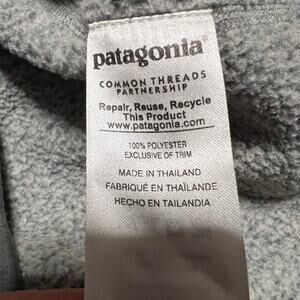 patagonia®
COMMON THREADS
PARTNERSHIP
Repair, Reuse, Recycle
This Product
www.patagonia.com
100% POLYESTER
EXCLUSIVE OF TRIM
MADE IN THAILAND
FABRIQUÉ EN THAÏLANDE
HECHO EN TAILANDIA